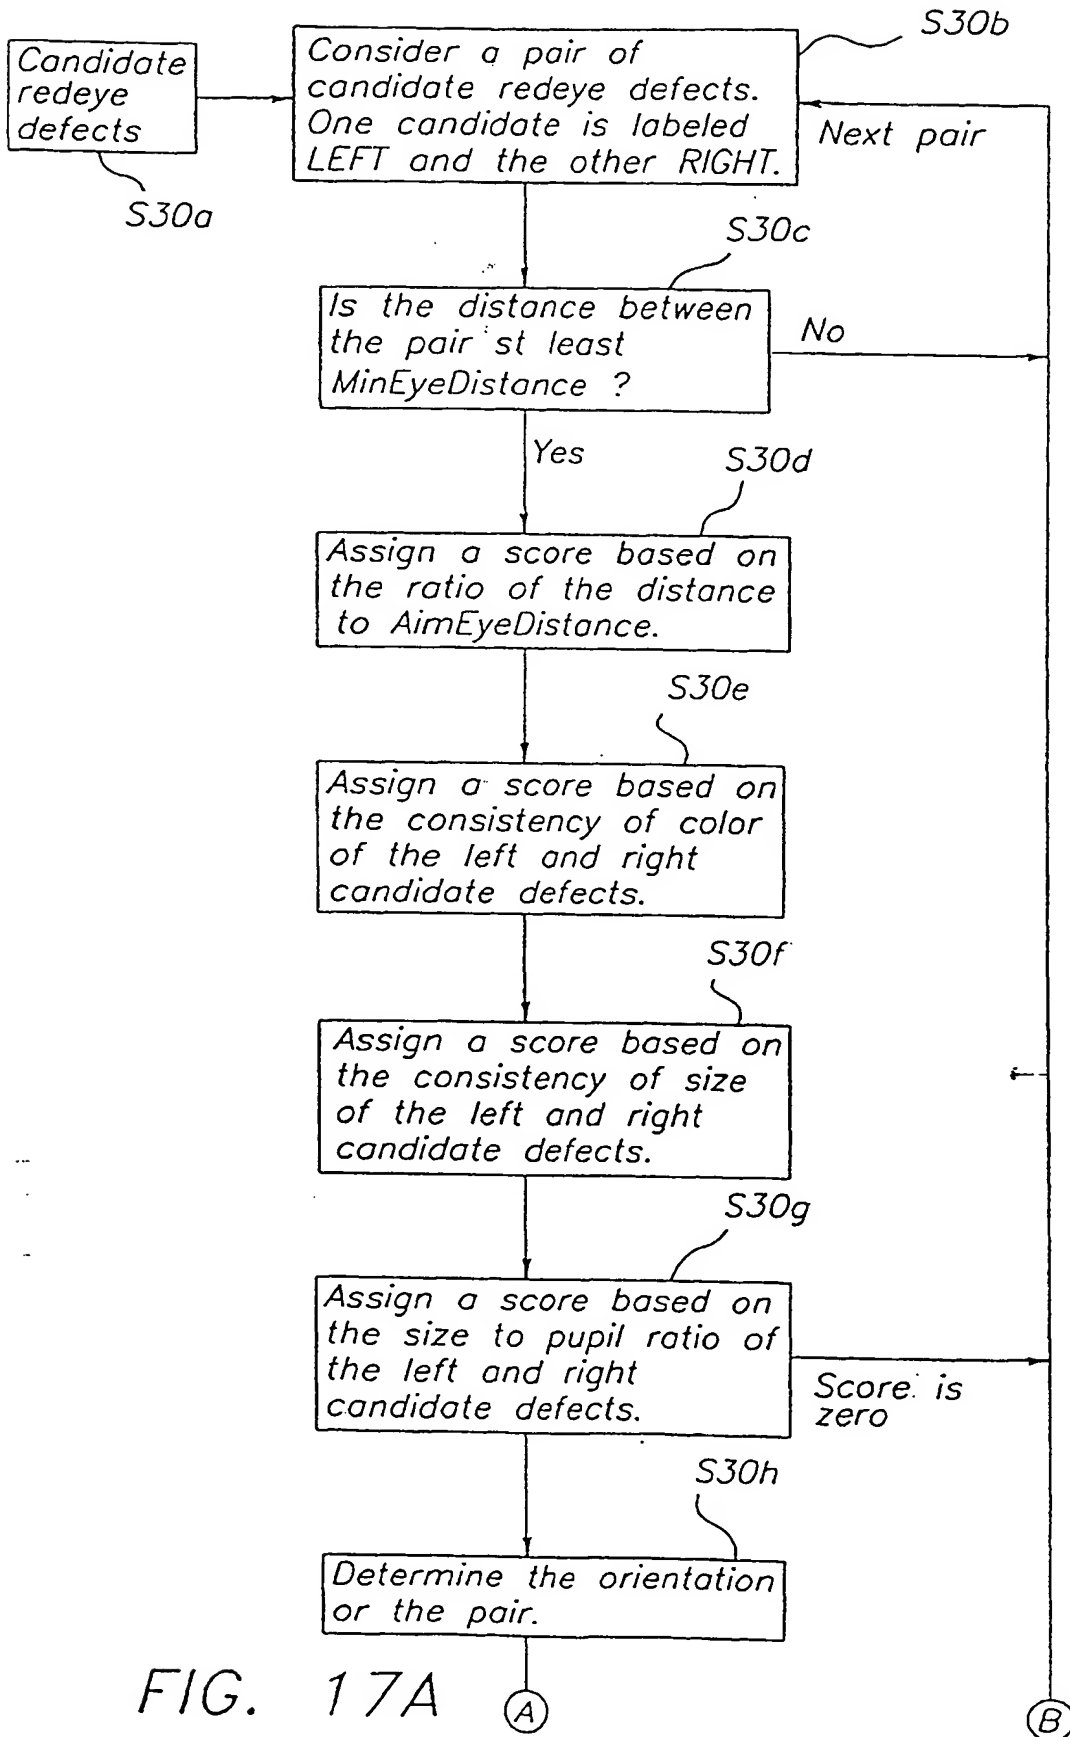 S30b
Candidate
redeye
defects
S30a
Consider a pair of
candidate redeye defects.
One candidate is labeled
LEFT and the other RIGHT.
Next pair
S30c
Is the distance between
the pair st least
MinEyeDistance ?
No
Yes
S30d
Assign a score based on
the ratio of the distance
to AimEyeDistance.
S30e
Assign a score based on
the consistency of color
of the left and right
candidate defects.
S30f
Assign a score based on
the consistency of size
of the left and right
candidate defects.
S30g
Assign a score based on
the size to pupil ratio of
the left and right
candidate defects.
Score is
zero
S30h
Determine the orientation
or the pair.
FIG. 17A
A
B